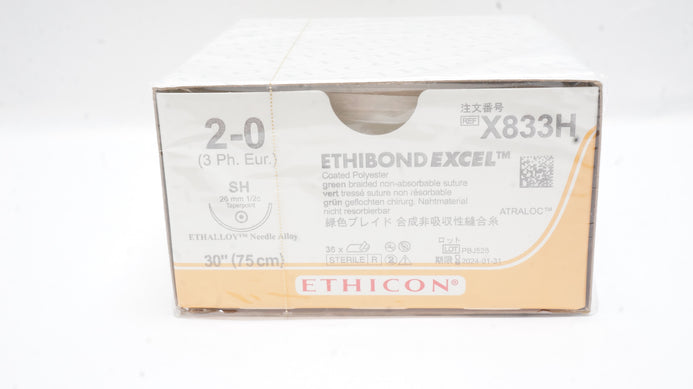 2-0
(3 Ph. Eur.)
SH
26 mm 1/2c
Taperpoint
ETHALLOY™ Needle Alloy
30" (75 cm)
注文番号
REF X833H
ETHIBOND EXCEL™
Coated Polyester
green braided non-absorbable suture
vert tressé suture non résorbable
grün geflochten chirurg. Nahtmaterial
nicht resorbierbar
緑色ブレイド 合成非吸収性縫合糸
ATRALOC™
36 x
STERILE R
ロット
LOT PBJ528
期限 2024-01-31
ETHICON®